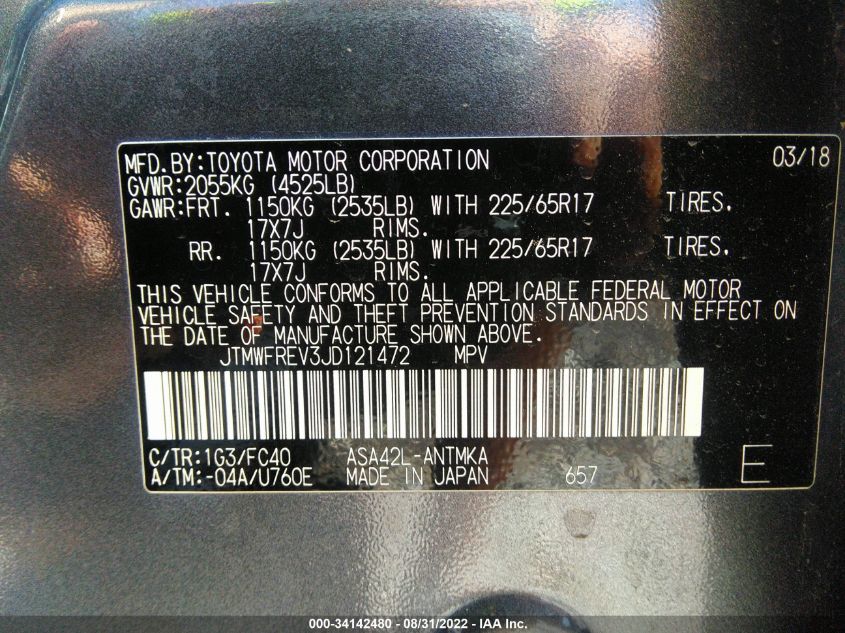 MFD.BY:TOYOTA MOTOR CORPORATION 03/18
GVWR:2055KG (4525LB)
GAWR:FRT. 1150KG (2535LB) WITH 225/65R17 TIRES.
17X7J RIMS.
RR. 1150KG (2535LB) WITH 225/65R17 TIRES.
17X7J RIMS.
THIS VEHICLE CONFORMS TO ALL APPLICABLE FEDERAL MOTOR
VEHICLE SAFETY AND THEFT PREVENTION STANDARDS IN EFFECT ON
THE DATE OF MANUFACTURE SHOWN ABOVE.
JTMWFREV3JD121472 MPV
C/TR:1G3/FC40 ASA42L-ANTMKA
A/TM:-04A/U760E MADE IN JAPAN 657 E
000-34142480 - 08/31/2022 - IAA Inc.